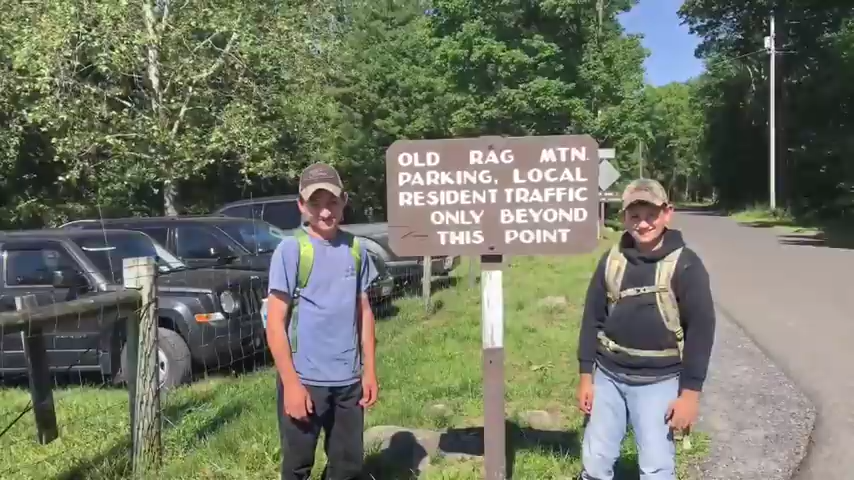 OLD RAG MTN.
PARKING, LOCAL
RESIDENT TRAFFIC
ONLY BEYOND
THIS POINT